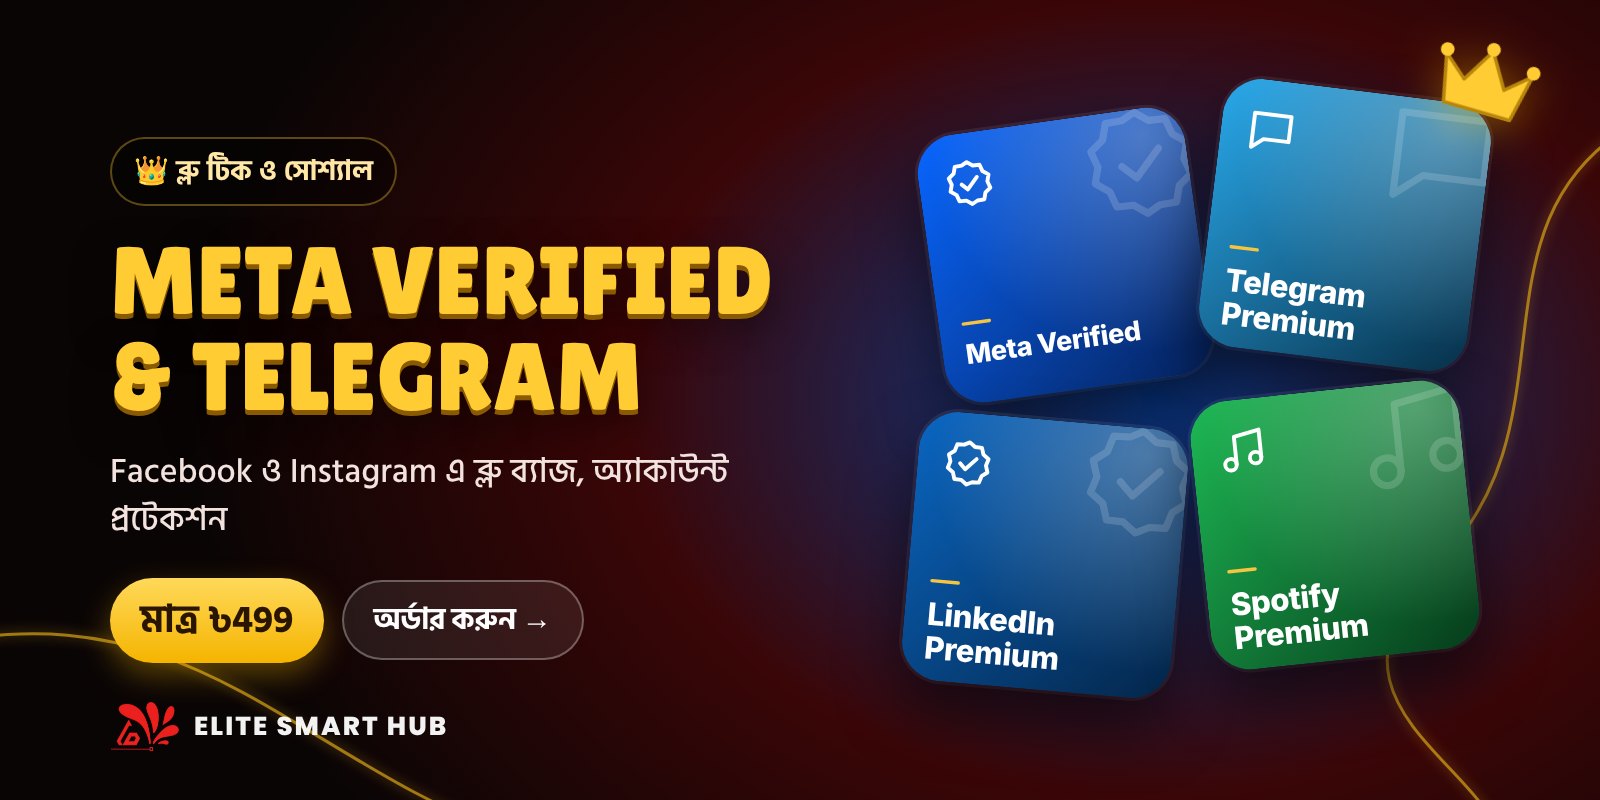 👑 ব্লু টিক ও সোশ্যাল
META VERIFIED
& TELEGRAM
Facebook ও Instagram এ ব্লু ব্যাজ, অ্যাকাউন্ট
প্রটেকশন
মাত্র ৳499
অর্ডার করুন →
ELITE SMART HUB
Meta Verified
Telegram
Premium
LinkedIn
Premium
Spotify
Premium